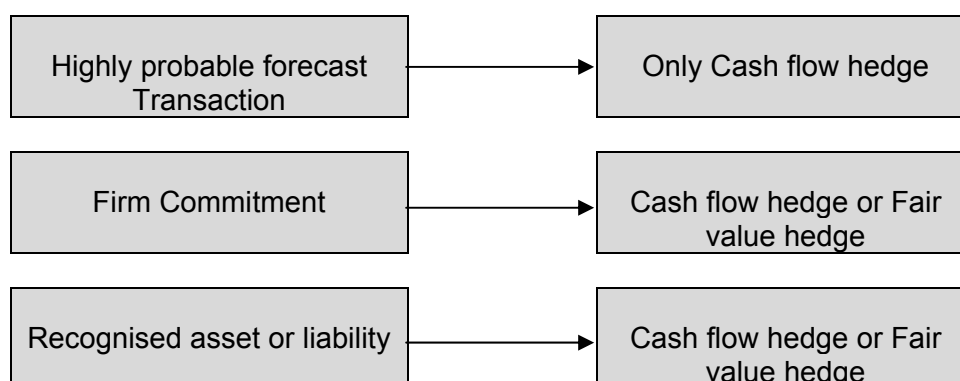 Highly probable forecast
Transaction
Only Cash flow hedge
Firm Commitment
Cash flow hedge or Fair
value hedge
Recognised asset or liability
Cash flow hedge or Fair
value hedge